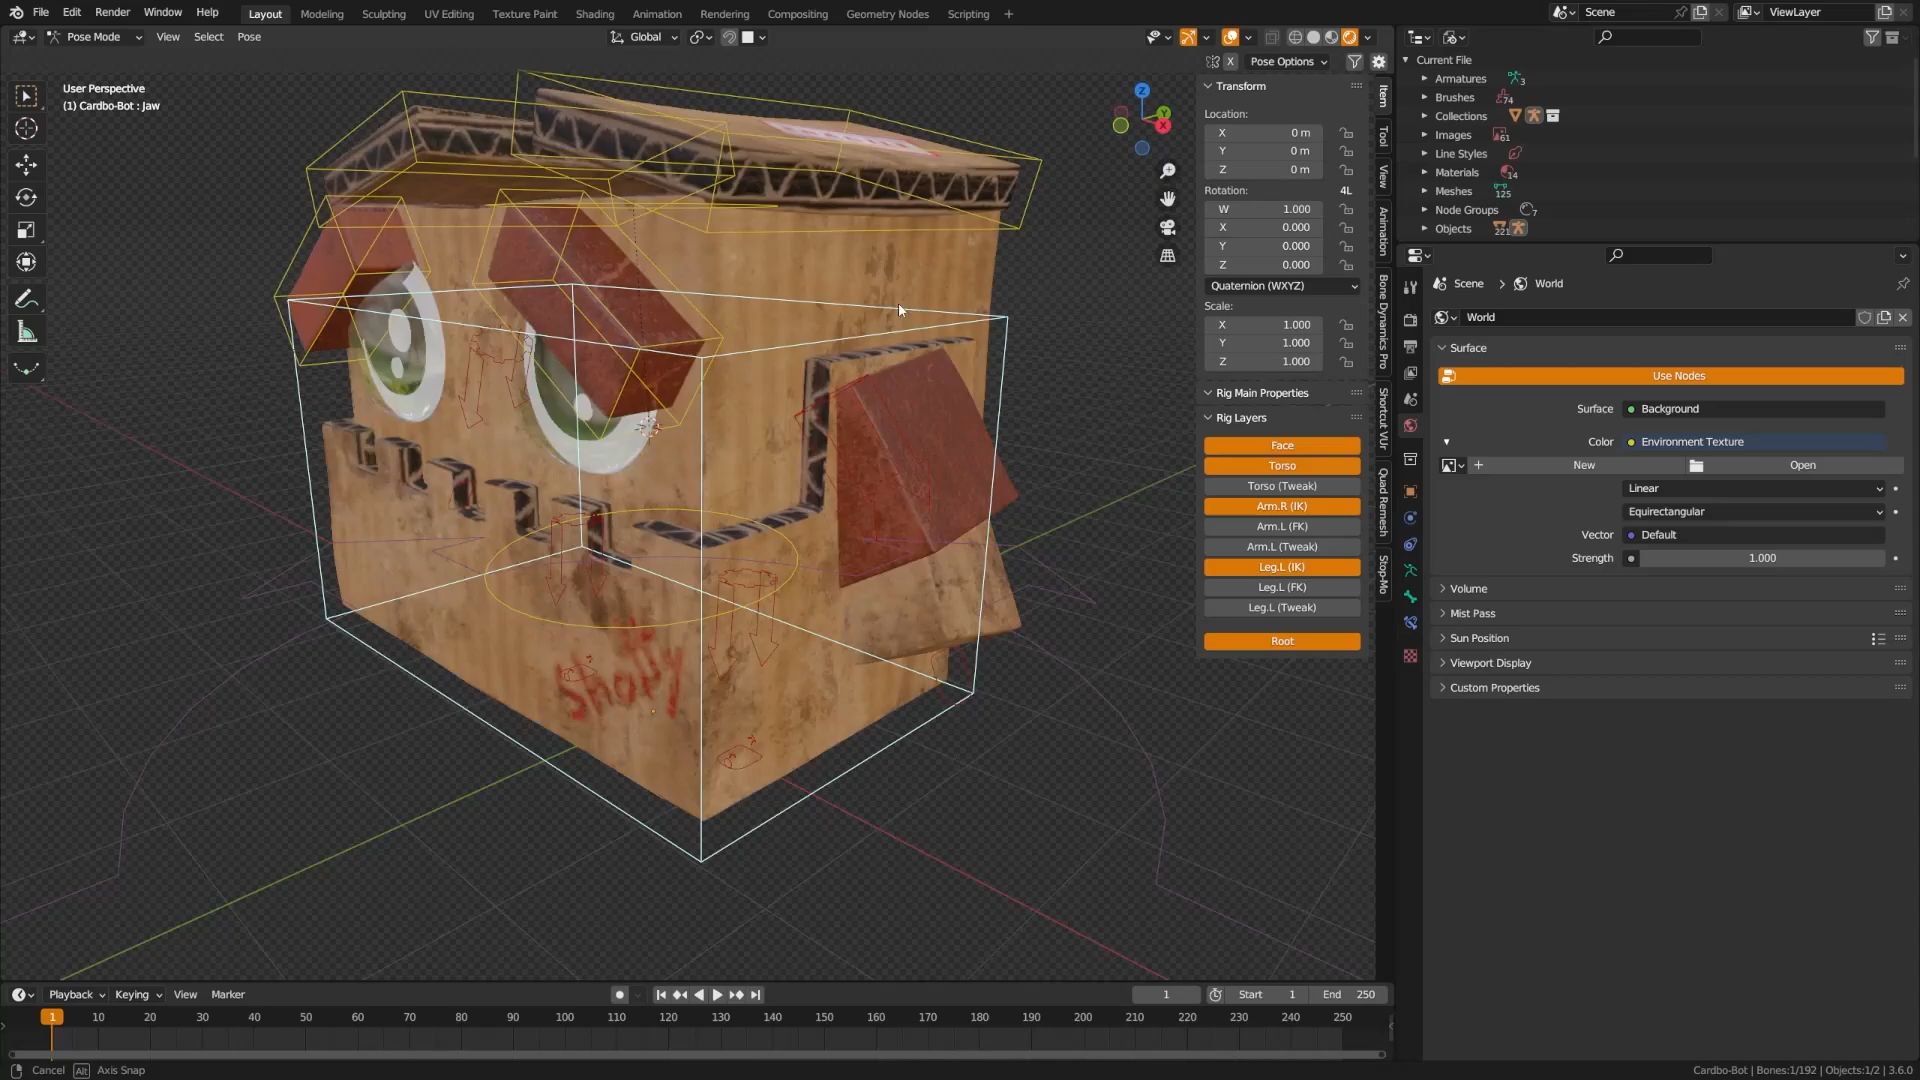 File Edit Render Window Help Layout Modeling Sculpting UV Editing Texture Paint Shading Animation Rendering Compositing Geometry Nodes Scripting + Scene ViewLayer
Pose Mode View Select Pose Global
X Pose Options
User Perspective
(1) Cardbo-Bot : Jaw
Z
Y
X
Shorty
Transform
Location:
X 0 m
Y 0 m
Z 0 m
Rotation: 4L
W 1.000
X 0.000
Y 0.000
Z 0.000
Quaternion (WXYZ)
Scale:
X 1.000
Y 1.000
Z 1.000
Rig Main Properties
Rig Layers
Face
Torso
Torso (Tweak)
Arm.R (IK)
Arm.L (FK)
Arm.L (Tweak)
Leg.L (IK)
Leg.L (FK)
Leg.L (Tweak)
Root
Item
Tool
View
Animation
Bone Dynamics Pro
Shortcut VUr
Quad Remesh
Stop-Mo
Current File
Armatures 3
Brushes 74
Collections
Images 61
Line Styles
Materials 14
Meshes 125
Node Groups 7
Objects 221
Scene > World
World
Surface
Use Nodes
Surface Background
Color Environment Texture
+ New Open
Linear
Equirectangular
Vector Default
Strength 1.000
Volume
Mist Pass
Sun Position
Viewport Display
Custom Properties
Playback Keying View Marker 1 Start 1 End 250
1 10 20 30 40 50 60 70 80 90 100 110 120 130 140 150 160 170 180 190 200 210 220 230 240 250
Cancel Alt Axis Snap Cardbo-Bot | Bones:1/192 | Objects:1/2 | 3.6.0